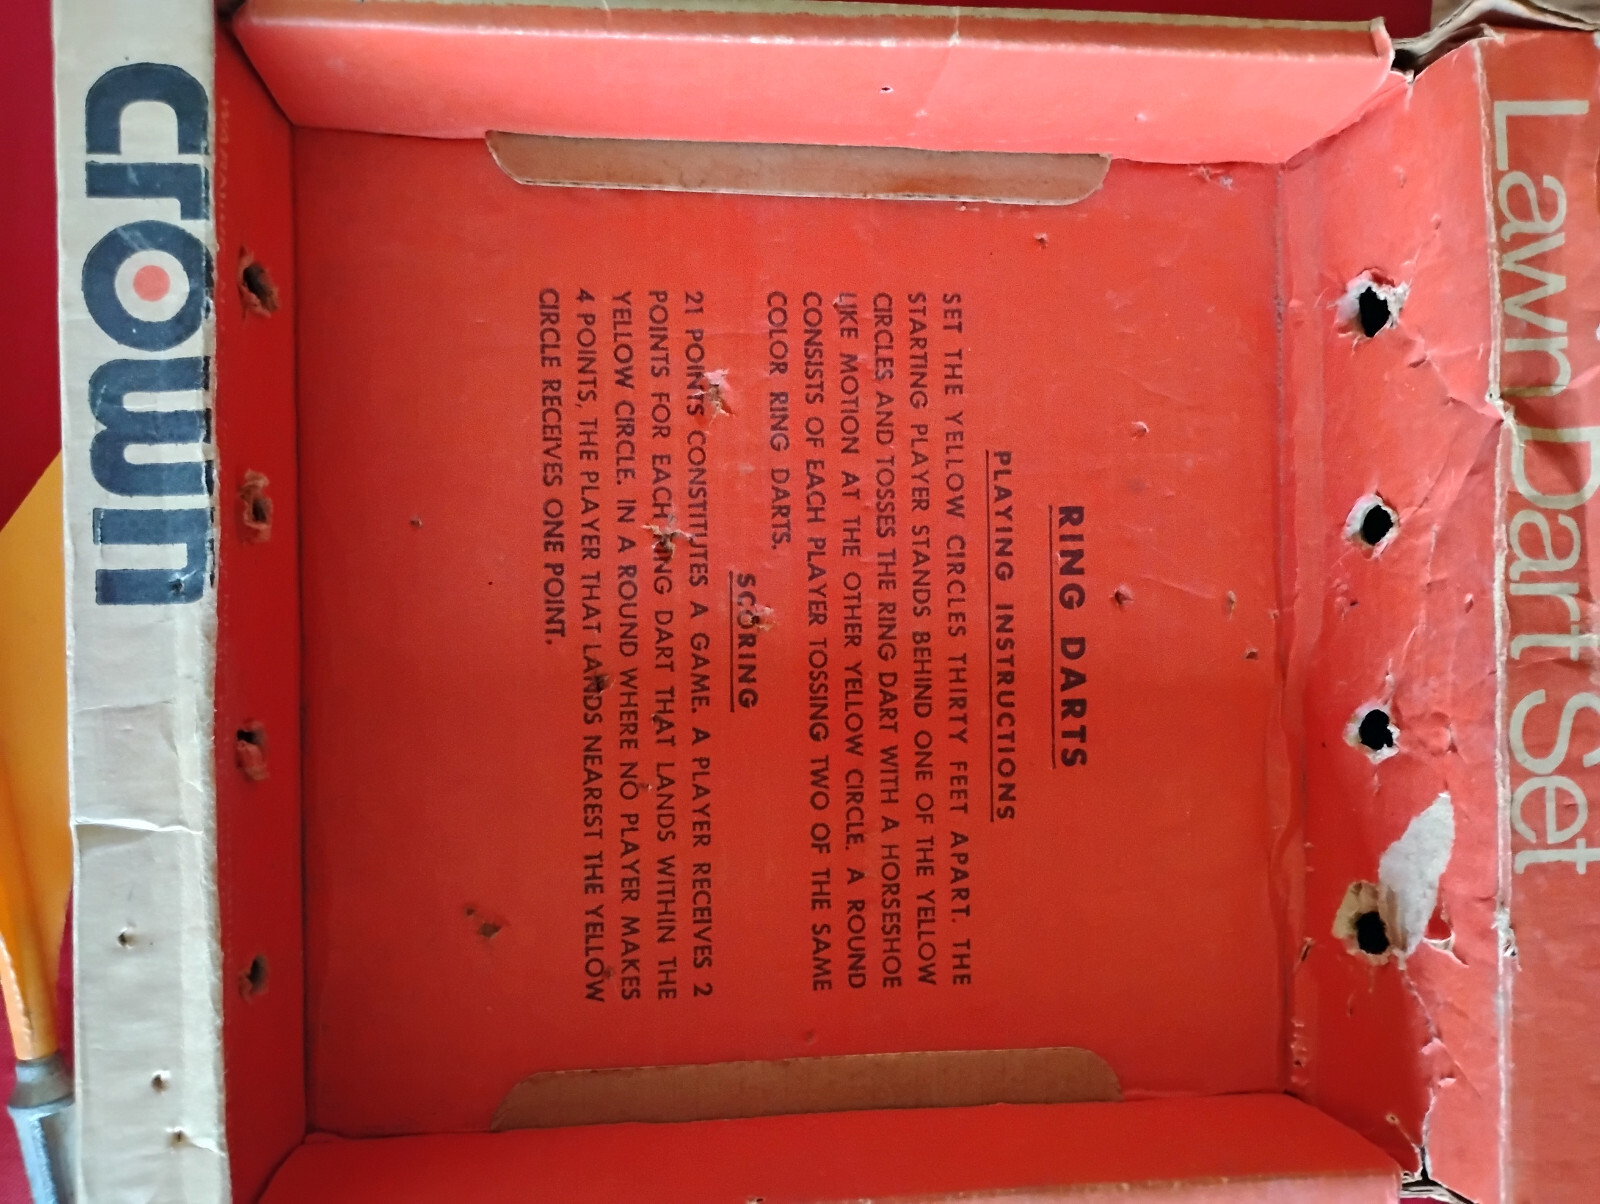 Lawn Dart Set
RING DARTS
PLAYING INSTRUCTIONS
SET THE YELLOW CIRCLES THIRTY FEET APART. THE
STARTING PLAYER STANDS BEHIND ONE OF THE YELLOW
CIRCLES AND TOSSES THE RING DART WITH A HORSESHOE
LIKE MOTION AT THE OTHER YELLOW CIRCLE. A ROUND
CONSISTS OF EACH PLAYER TOSSING TWO OF THE SAME
COLOR RING DARTS.
SCORING
21 POINTS CONSTITUTES A GAME. A PLAYER RECEIVES 2
POINTS FOR EACH RING DART THAT LANDS WITHIN THE
YELLOW CIRCLE. IN A ROUND WHERE NO PLAYER MAKES
4 POINTS, THE PLAYER THAT LANDS NEAREST THE YELLOW
CIRCLE RECEIVES ONE POINT.
crown